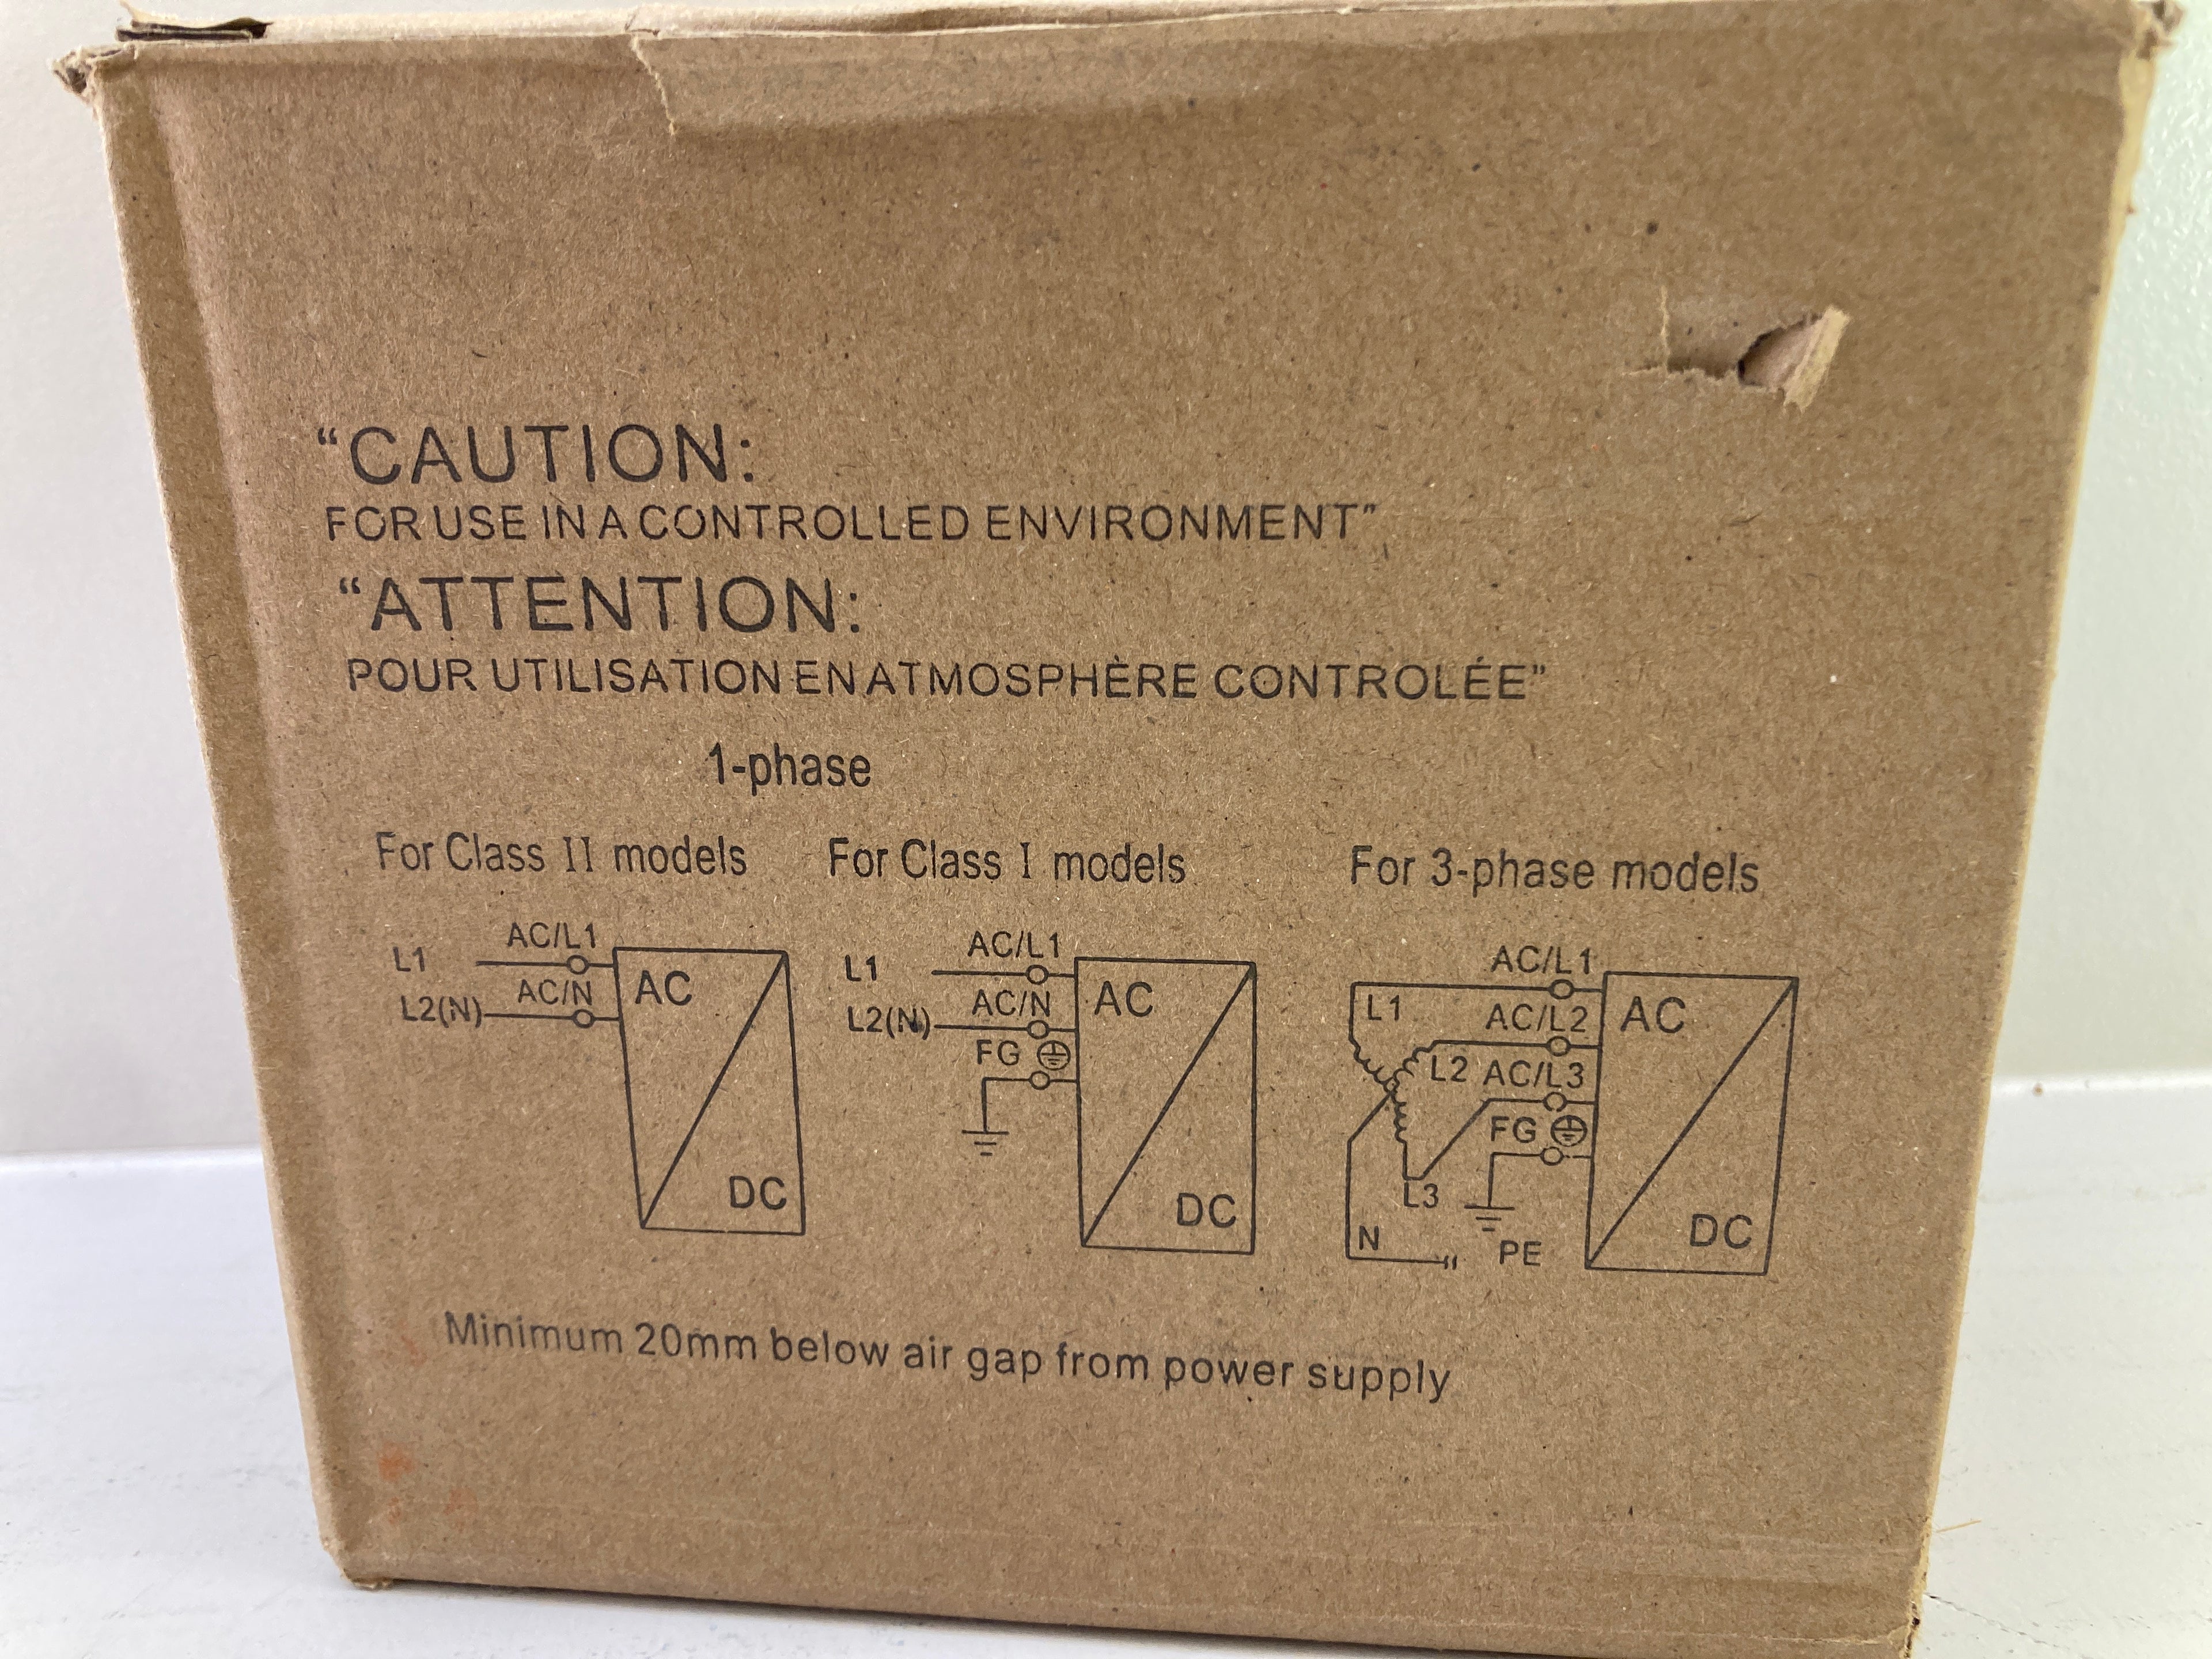 “CAUTION:
FOR USE IN A CONTROLLED ENVIRONMENT”
“ATTENTION:
POUR UTILISATION EN ATMOSPHÈRE CONTROLÉE”
1-phase
For Class II models
L1 AC/L1
L2(N) AC/N
AC
DC
For Class I models
L1 AC/L1
L2(N) AC/N
FG
AC
DC
For 3-phase models
AC/L1
L1
AC/L2
L2 AC/L3
FG
L3
N
PE
AC
DC
Minimum 20mm below air gap from power supply